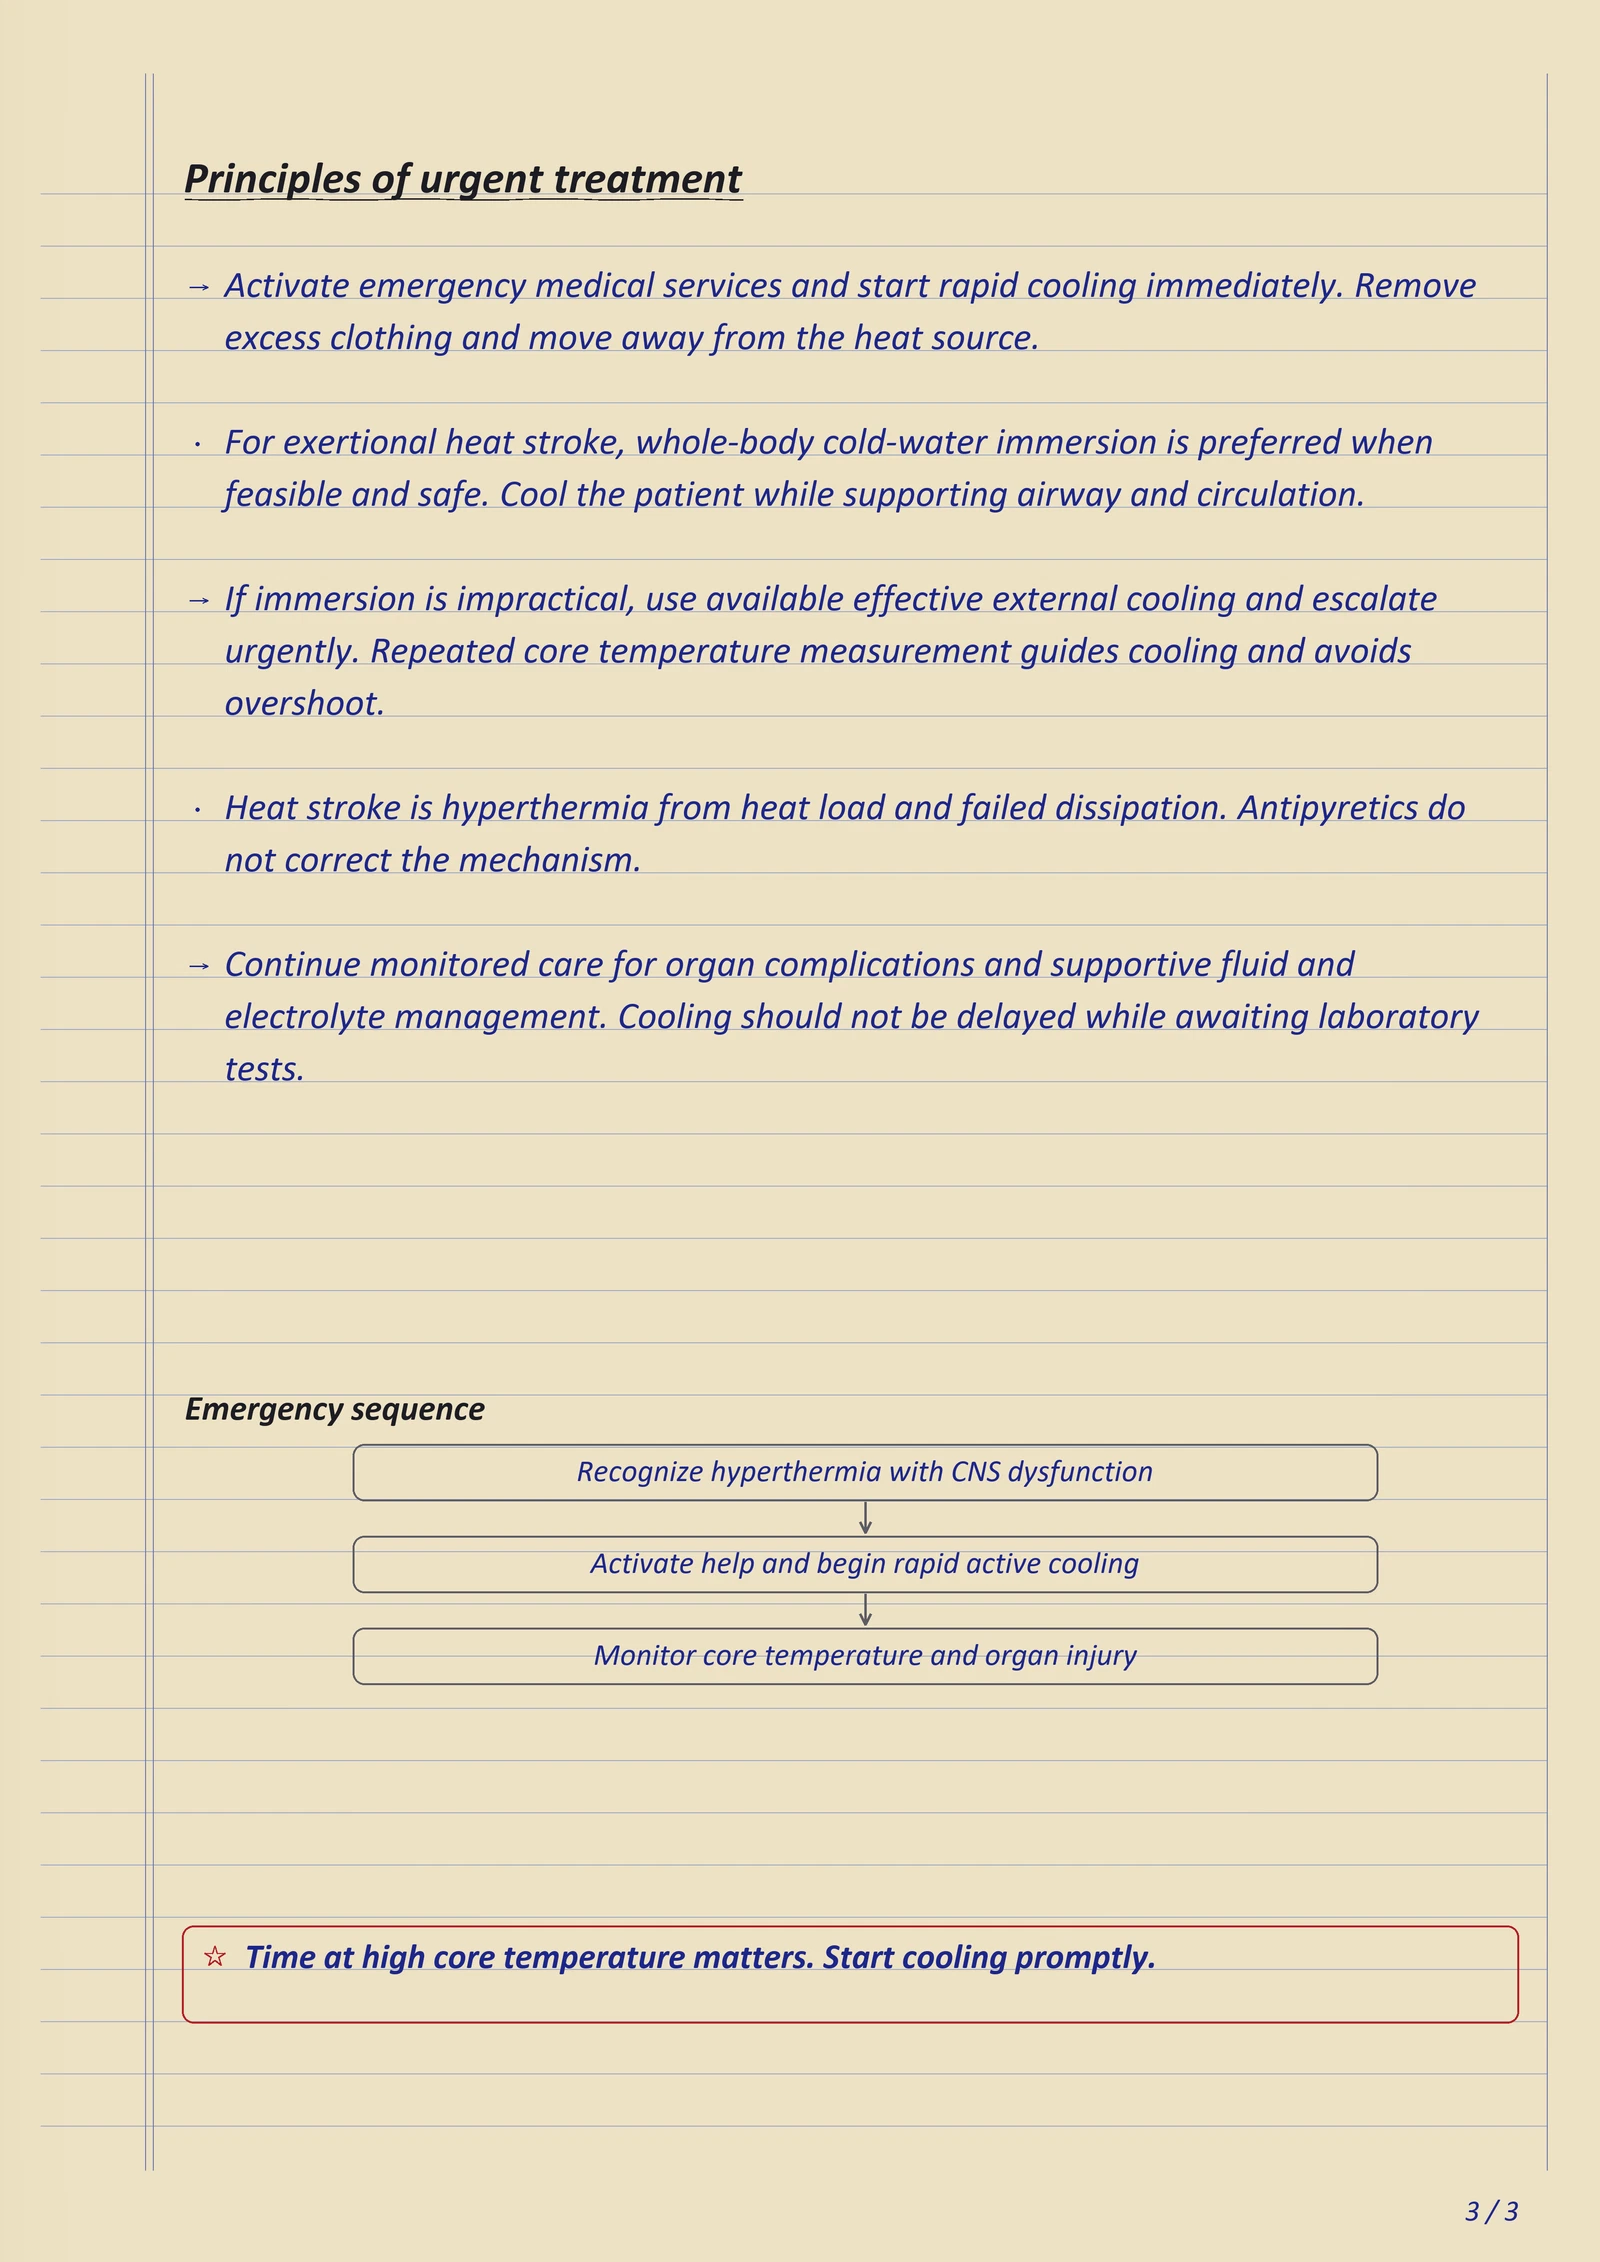 Principles of urgent treatment
→ Activate emergency medical services and start rapid cooling immediately. Remove
excess clothing and move away from the heat source.
· For exertional heat stroke, whole-body cold-water immersion is preferred when
feasible and safe. Cool the patient while supporting airway and circulation.
→ If immersion is impractical, use available effective external cooling and escalate
urgently. Repeated core temperature measurement guides cooling and avoids
overshoot.
· Heat stroke is hyperthermia from heat load and failed dissipation. Antipyretics do
not correct the mechanism.
→ Continue monitored care for organ complications and supportive fluid and
electrolyte management. Cooling should not be delayed while awaiting laboratory
tests.
Emergency sequence
Recognize hyperthermia with CNS dysfunction
Activate help and begin rapid active cooling
Monitor core temperature and organ injury
☆ Time at high core temperature matters. Start cooling promptly.
3 / 3